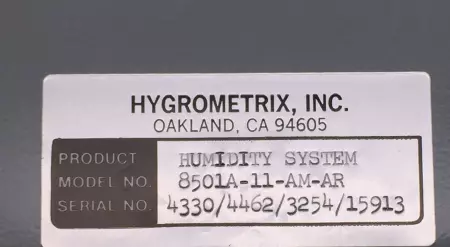 HYGROMETRIX, INC.
OAKLAND, CA 94605
PRODUCT HUMIDITY SYSTEM
MODEL NO. 8501A-11-AM-AR
SERIAL NO. 4330/4462/3254/15913